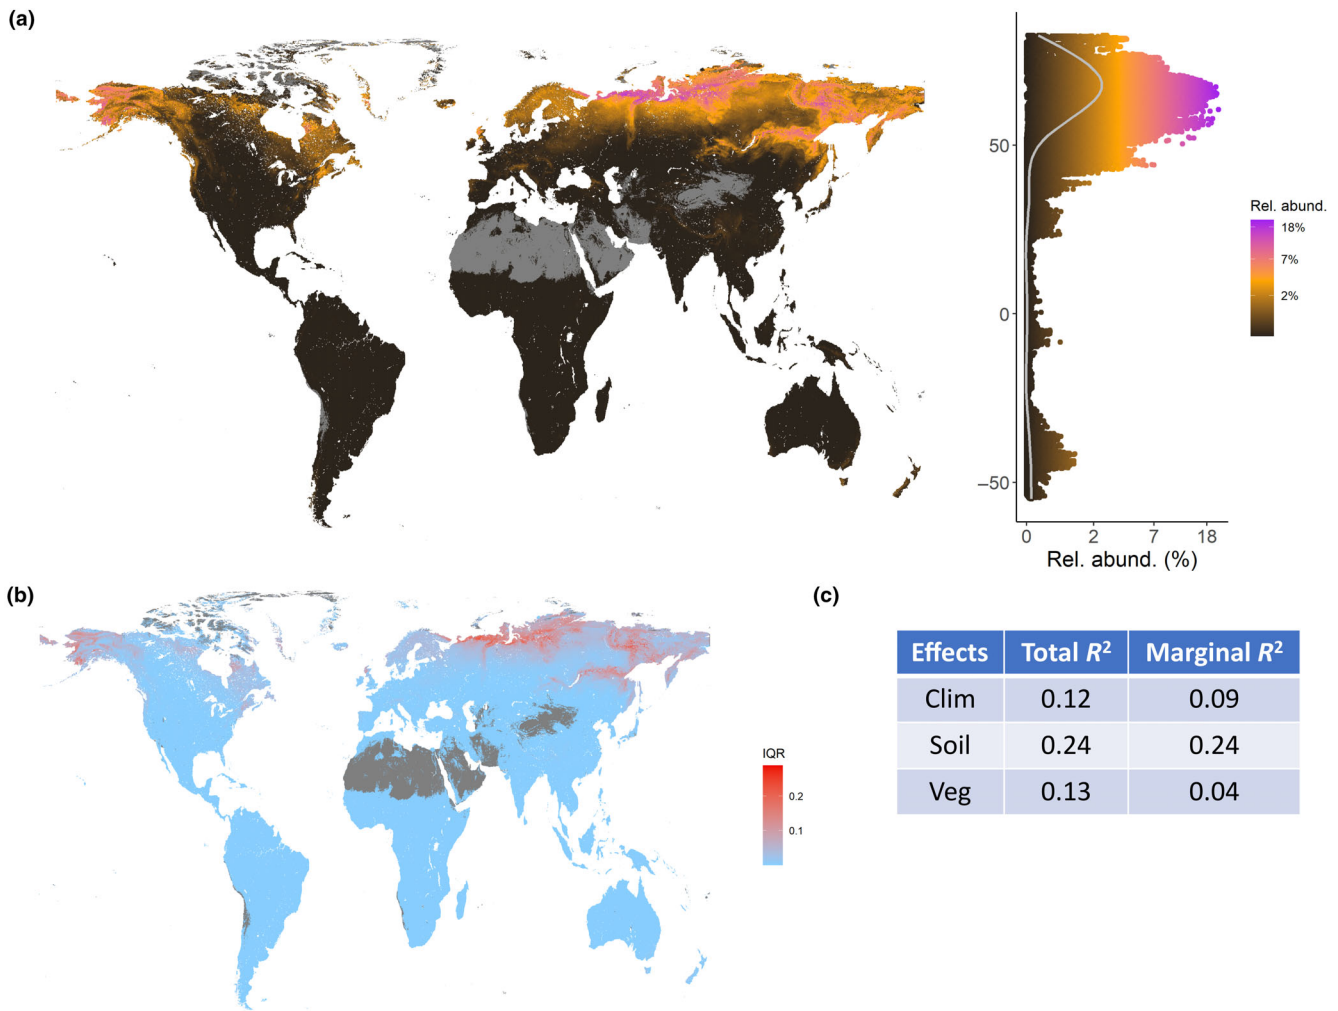 (a)
50
0
−50
0 2 7 18
Rel. abund. (%)
Rel. abund.
18%
7%
2%
(b)
IQR
0.2
0.1
(c)
Effects Total R² Marginal R²
Clim 0.12 0.09
Soil 0.24 0.24
Veg 0.13 0.04